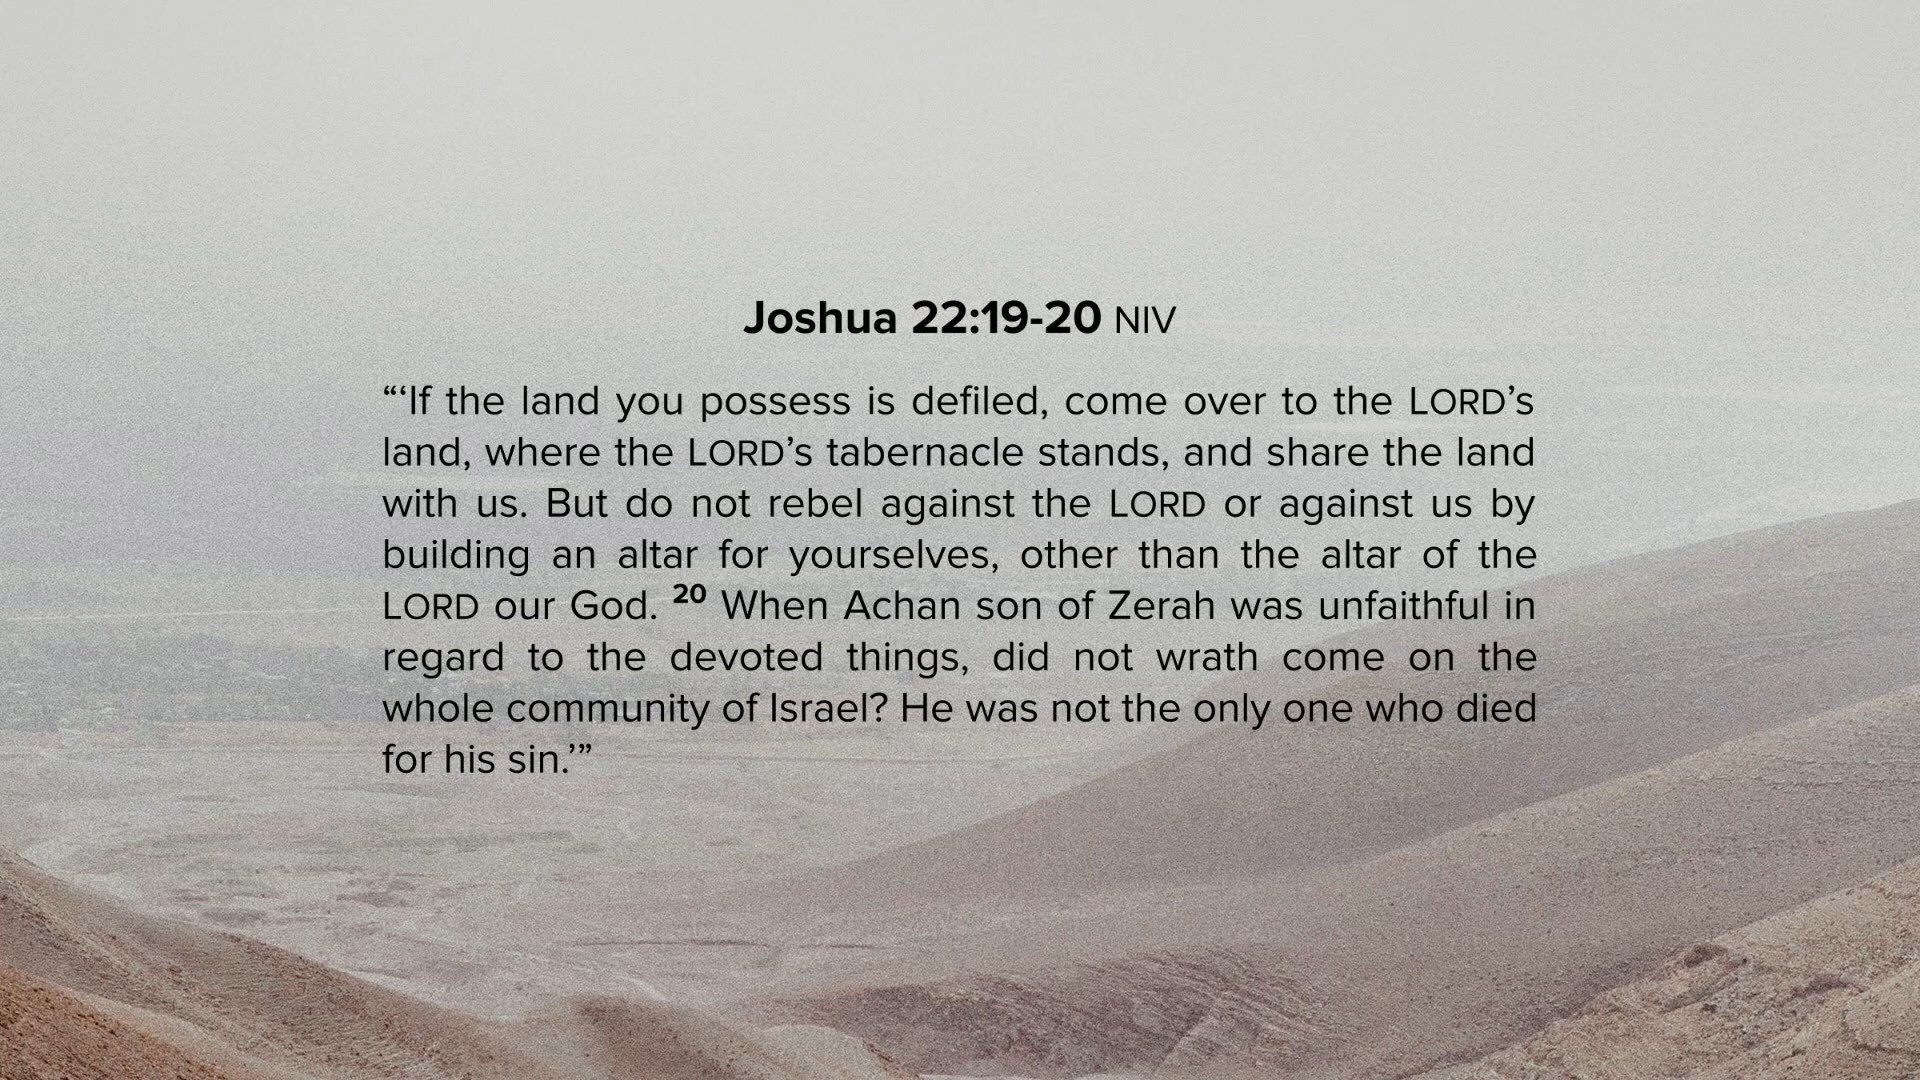 Joshua 22:19-20 NIV
“‘If the land you possess is defiled, come over to the LORD’s
land, where the LORD’s tabernacle stands, and share the land
with us. But do not rebel against the LORD or against us by
building an altar for yourselves, other than the altar of the
LORD our God. 20 When Achan son of Zerah was unfaithful in
regard to the devoted things, did not wrath come on the
whole community of Israel? He was not the only one who died
for his sin.’”